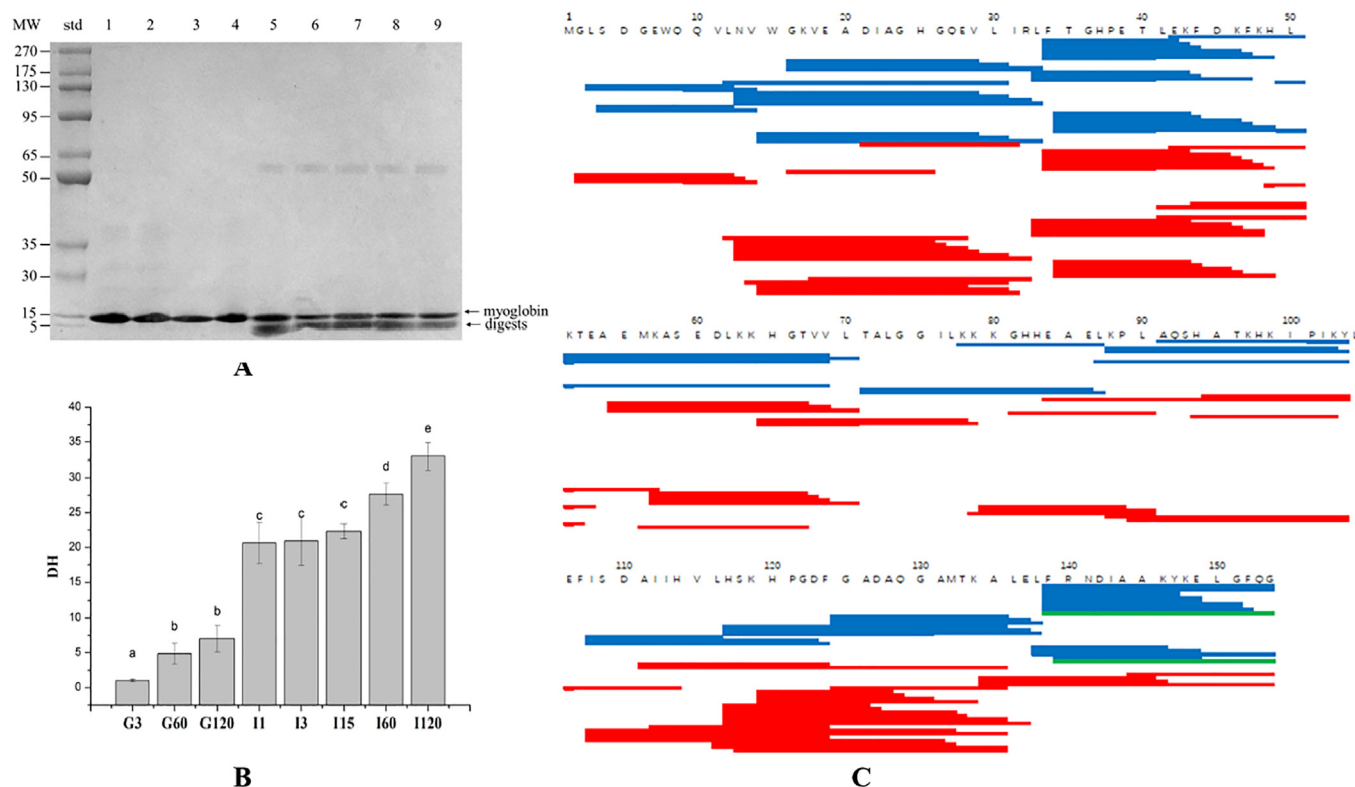 MW std 1 2 3 4 5 6 7 8 9
270
175
130
95
65
50
35
30
15
5
myoglobin
digests
A
DH
40
35
30
25
20
15
10
5
0
a
b
b
c
c
c
d
e
G3 G60 G120 I1 I3 I15 I60 I120
B
1 10 20 30 40 50
MGLS D GEWQ Q VLNV W GKVE A DIAG H GQEV L IRLF T GHPE T LEKF D KFKH L
60 70 80 90 100
KTEA E MKAS E DLKK H GTVV L TALG G ILKK K GHHE A ELKP L AQSH A TKHK I PIKY
110 120 130 140 150
EFIS D AIIH V LHSK H PGDF G ADAQ G AMTK A LELF R NDIA A KYKE L GFQG
C